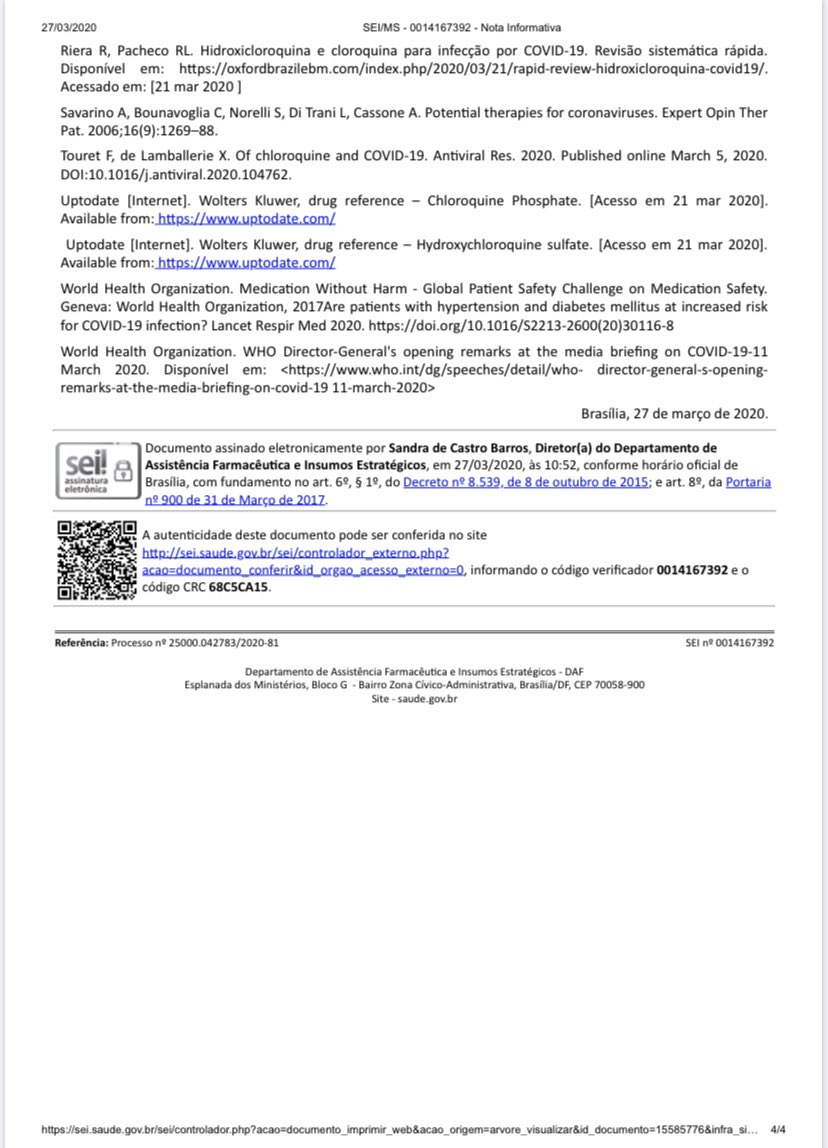 27/03/2020 SEI/MS - 0014167392 - Nota Informativa
Riera R, Pacheco RL. Hidroxicloroquina e cloroquina para infecção por COVID-19. Revisão sistemática rápida.
Disponível em: https://oxfordbrazilebm.com/index.php/2020/03/21/rapid-review-hidroxicloroquina-covid19/.
Acessado em: [21 mar 2020 ]
Savarino A, Bounavoglia C, Norelli S, Di Trani L, Cassone A. Potential therapies for coronaviruses. Expert Opin Ther
Pat. 2006;16(9):1269–88.
Touret F, de Lamballerie X. Of chloroquine and COVID-19. Antiviral Res. 2020. Published online March 5, 2020.
DOI:10.1016/j.antiviral.2020.104762.
Uptodate [Internet]. Wolters Kluwer, drug reference – Chloroquine Phosphate. [Acesso em 21 mar 2020].
Available from: https://www.uptodate.com/
Uptodate [Internet]. Wolters Kluwer, drug reference – Hydroxychloroquine sulfate. [Acesso em 21 mar 2020].
Available from: https://www.uptodate.com/
World Health Organization. Medication Without Harm - Global Patient Safety Challenge on Medication Safety.
Geneva: World Health Organization, 2017Are patients with hypertension and diabetes mellitus at increased risk
for COVID-19 infection? Lancet Respir Med 2020. https://doi.org/10.1016/S2213-2600(20)30116-8
World Health Organization. WHO Director-General's opening remarks at the media briefing on COVID-19-11
March 2020. Disponível em: <https://www.who.int/dg/speeches/detail/who- director-general-s-opening-
remarks-at-the-media-briefing-on-covid-19 11-march-2020>
Brasília, 27 de março de 2020.
sei!
assinatura
eletrônica
Documento assinado eletronicamente por Sandra de Castro Barros, Diretor(a) do Departamento de
Assistência Farmacêutica e Insumos Estratégicos, em 27/03/2020, às 10:52, conforme horário oficial de
Brasília, com fundamento no art. 6º, § 1º, do Decreto nº 8.539, de 8 de outubro de 2015; e art. 8º, da Portaria
nº 900 de 31 de Março de 2017.
A autenticidade deste documento pode ser conferida no site
http://sei.saude.gov.br/sei/controlador_externo.php?
acao=documento_conferir&id_orgao_acesso_externo=0, informando o código verificador 0014167392 e o
código CRC 68C5CA15.
Referência: Processo nº 25000.042783/2020-81 SEI nº 0014167392
Departamento de Assistência Farmacêutica e Insumos Estratégicos - DAF
Esplanada dos Ministérios, Bloco G - Bairro Zona Cívico-Administrativa, Brasília/DF, CEP 70058-900
Site - saude.gov.br
https://sei.saude.gov.br/sei/controlador.php?acao=documento_imprimir_web&acao_origem=arvore_visualizar&id_documento=15585776&infra_si... 4/4